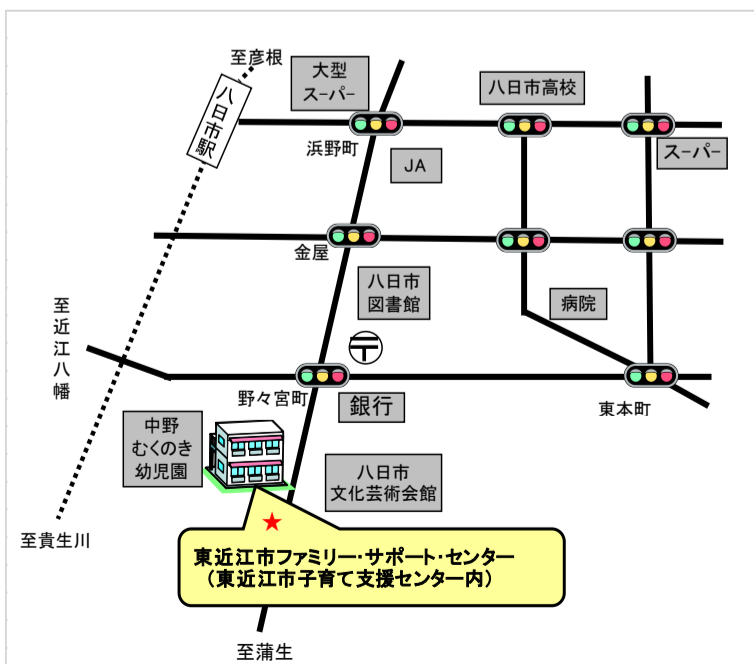 至彦根
大型
スーパー
八日市高校
八日市駅
浜野町
JA
スーパー
金屋
八日市
図書館
病院
至近江八幡
〒
野々宮町
銀行
東本町
中野
むくのき
幼児園
八日市
文化芸術会館
至貴生川
★
東近江市ファミリー・サポート・センター
（東近江市子育て支援センター内）
至蒲生